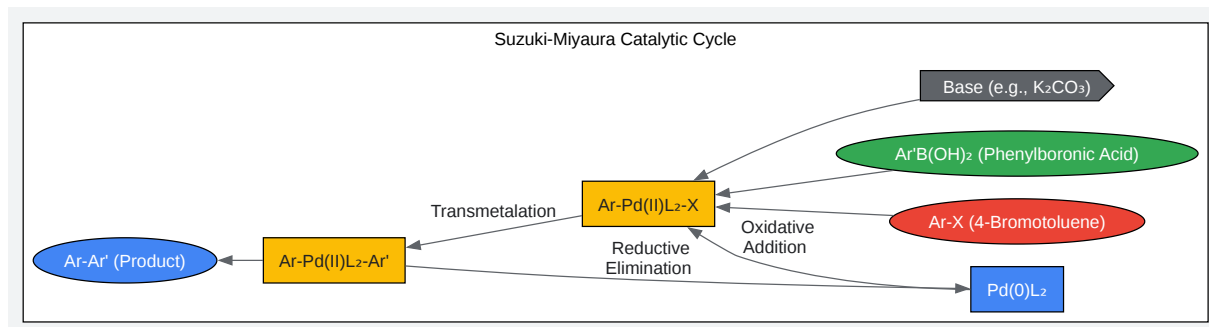 Suzuki-Miyaura Catalytic Cycle
Base (e.g., K₂CO₃)
Ar'B(OH)₂ (Phenylboronic Acid)
Ar-Pd(II)L₂-X
Transmetalation
Ar-X (4-Bromotoluene)
Oxidative
Addition
Reductive
Elimination
Ar-Ar' (Product)
Ar-Pd(II)L₂-Ar'
Pd(0)L₂